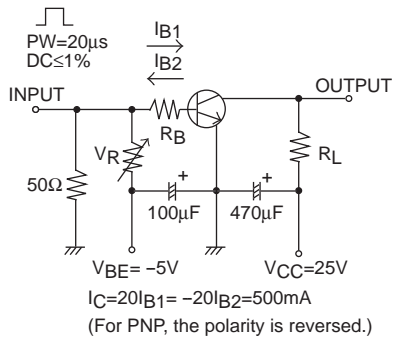 PW=20μs
DC≤1%
IB1
IB2
INPUT
OUTPUT
RB
VR
RL
50Ω
+
+
100μF
470μF
VBE= −5V
VCC=25V
IC=20IB1= −20IB2=500mA
(For PNP, the polarity is reversed.)